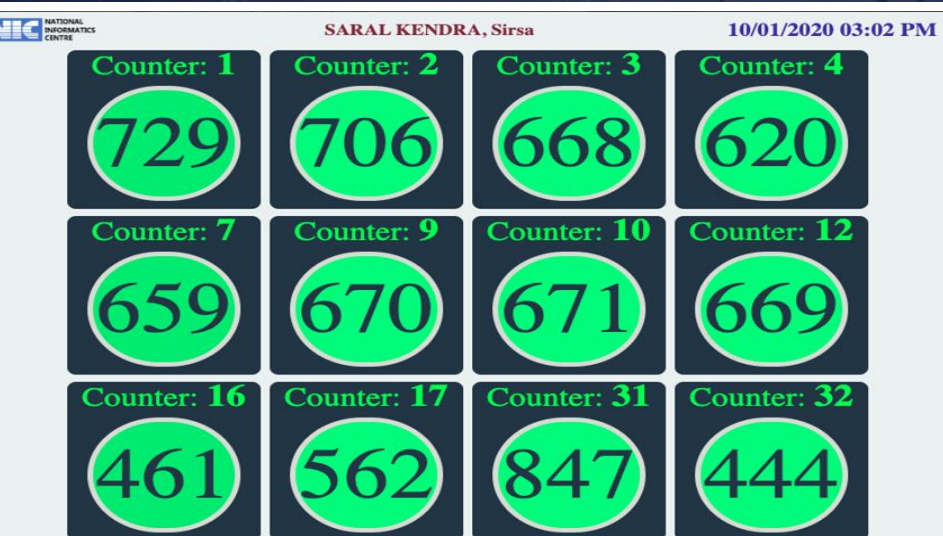 NIC NATIONAL
INFORMATICS
CENTRE
SARAL KENDRA, Sirsa
10/01/2020 03:02 PM
Counter: 1
729
Counter: 2
706
Counter: 3
668
Counter: 4
620
Counter: 7
659
Counter: 9
670
Counter: 10
671
Counter: 12
669
Counter: 16
461
Counter: 17
562
Counter: 31
847
Counter: 32
444